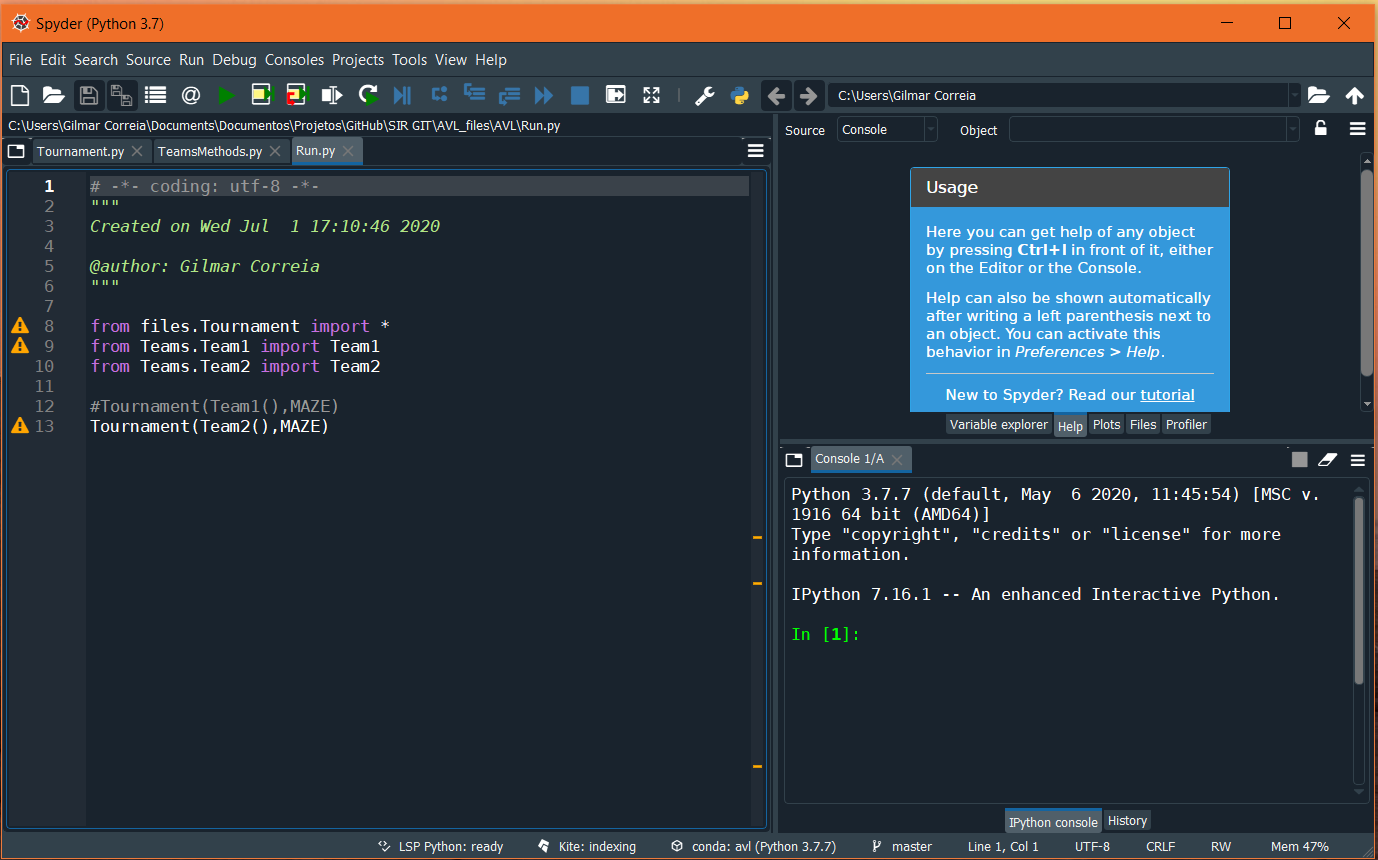 Spyder (Python 3.7)
File Edit Search Source Run Debug Consoles Projects Tools View Help
C:\Users\Gilmar Correia
C:\Users\Gilmar Correia\Documents\Documentos\Projetos\GitHub\SIR GIT\AVL_files\AVL\Run.py
Tournament.py TeamsMethods.py Run.py
1 # -*- coding: utf-8 -*-
2 """
3 Created on Wed Jul  1 17:10:46 2020
4
5 @author: Gilmar Correia
6 """
7
8 from files.Tournament import *
9 from Teams.Team1 import Team1
10 from Teams.Team2 import Team2
11
12 #Tournament(Team1(),MAZE)
13 Tournament(Team2(),MAZE)
Source Console Object
Usage
Here you can get help of any object
by pressing Ctrl+I in front of it, either
on the Editor or the Console.
Help can also be shown automatically
after writing a left parenthesis next to
an object. You can activate this
behavior in Preferences > Help.
New to Spyder? Read our tutorial
Variable explorer Help Plots Files Profiler
Console 1/A
Python 3.7.7 (default, May  6 2020, 11:45:54) [MSC v.
1916 64 bit (AMD64)]
Type "copyright", "credits" or "license" for more
information.
IPython 7.16.1 -- An enhanced Interactive Python.
In [1]:
IPython console History
LSP Python: ready Kite: indexing conda: avl (Python 3.7.7) master Line 1, Col 1 UTF-8 CRLF RW Mem 47%